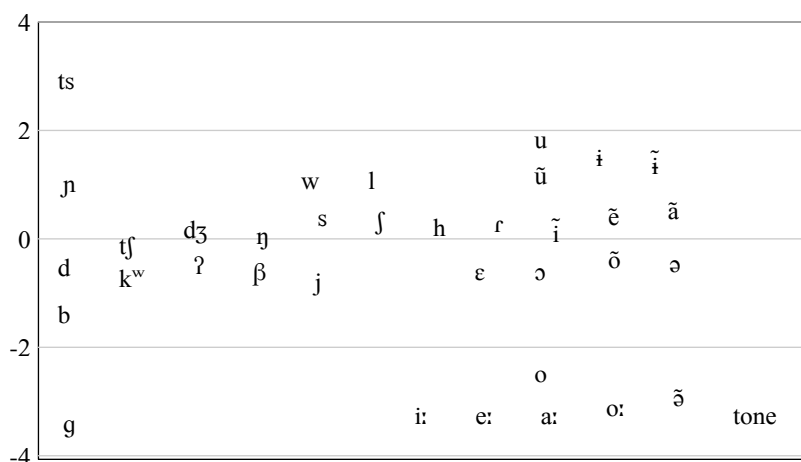 4
ts
2
u
ɨ ɨ̃
ɲ w l ũ
s ʃ ẽ ã
dʒ h ɾ ĩ
0 tʃ ŋ
d kʷ ʔ β j ɛ ɔ õ ə
b
-2
o
ə̃
g iː eː aː oː tone
-4